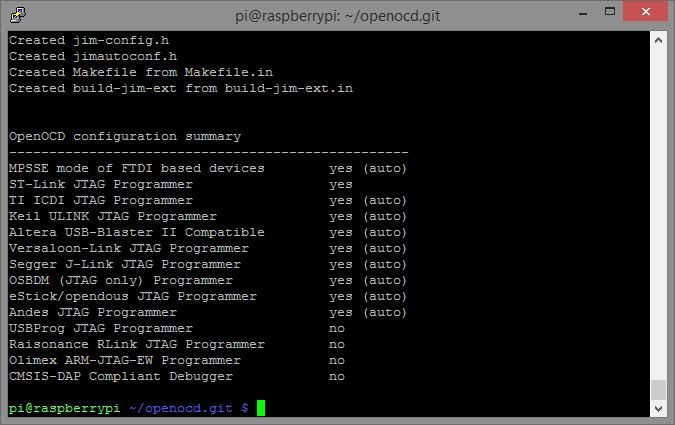 pi@raspberrypi: ~/openocd.git
Created jim-config.h
Created jimautoconf.h
Created Makefile from Makefile.in
Created build-jim-ext from build-jim-ext.in
OpenOCD configuration summary
--------------------------------------------------
MPSSE mode of FTDI based devices        yes (auto)
ST-Link JTAG Programmer                 yes
TI ICDI JTAG Programmer                 yes (auto)
Keil ULINK JTAG Programmer              yes (auto)
Altera USB-Blaster II Compatible        yes (auto)
Versaloon-Link JTAG Programmer          yes (auto)
Segger J-Link JTAG Programmer           yes (auto)
OSBDM (JTAG only) Programmer            yes (auto)
eStick/opendous JTAG Programmer         yes (auto)
Andes JTAG Programmer                   yes (auto)
USBProg JTAG Programmer                 no
Raisonance RLink JTAG Programmer        no
Olimex ARM-JTAG-EW Programmer           no
CMSIS-DAP Compliant Debugger            no
pi@raspberrypi ~/openocd.git $